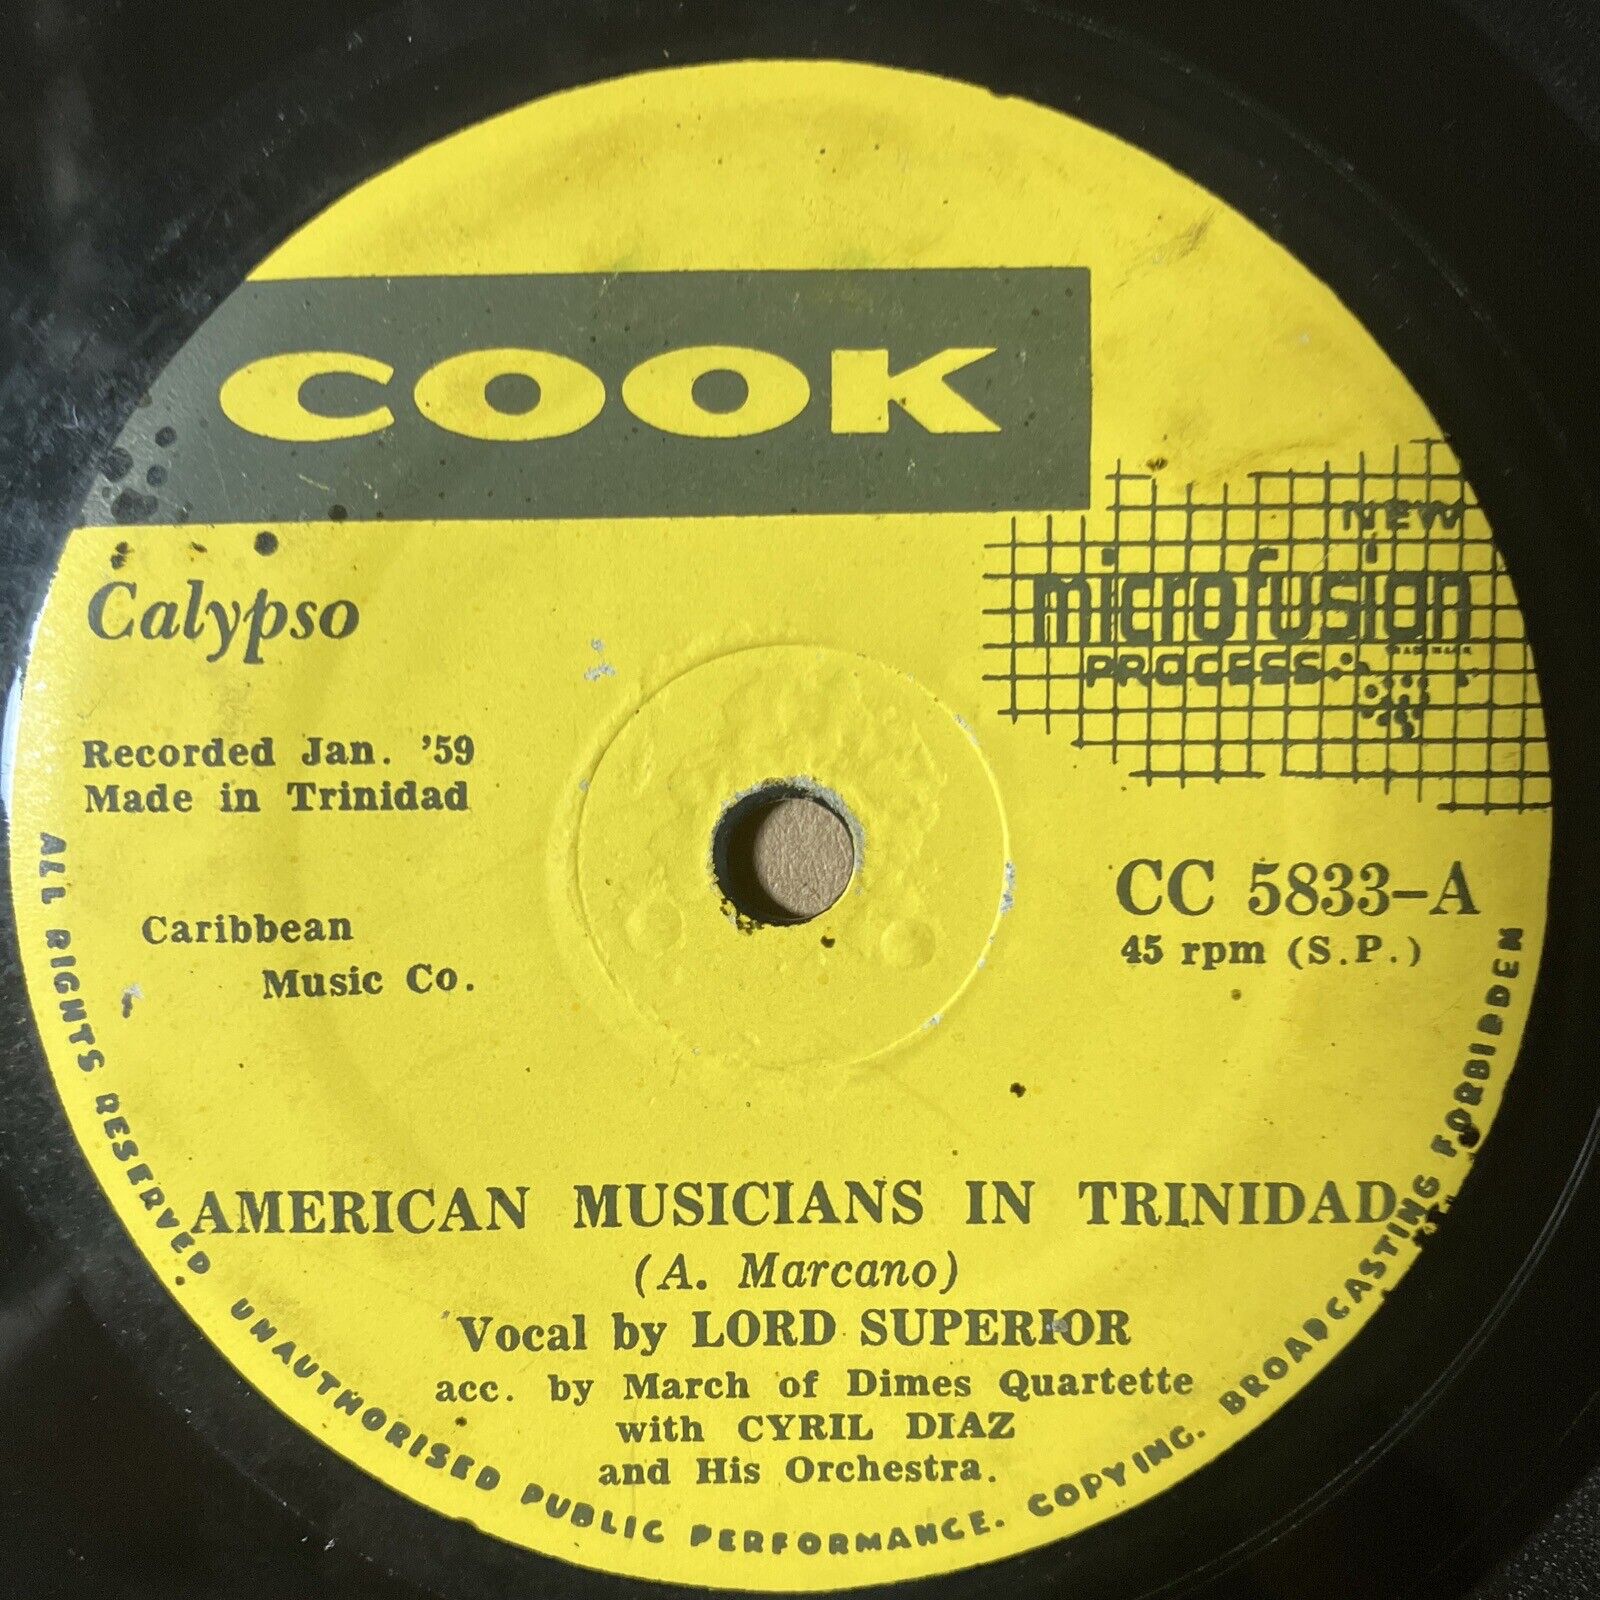 COOK
NEW
microfusion
PROCESS
TRADE MARK
Calypso
Recorded Jan. '59
Made in Trinidad
Caribbean
Music Co.
CC 5833-A
45 rpm (S.P.)
AMERICAN MUSICIANS IN TRINIDAD
(A. Marcano)
Vocal by LORD SUPERIOR
acc. by March of Dimes Quartette
with CYRIL DIAZ
and His Orchestra.
ALL RIGHTS RESERVED. UNAUTHORISED PUBLIC PERFORMANCE. COPYING. BROADCASTING FORBIDDEN